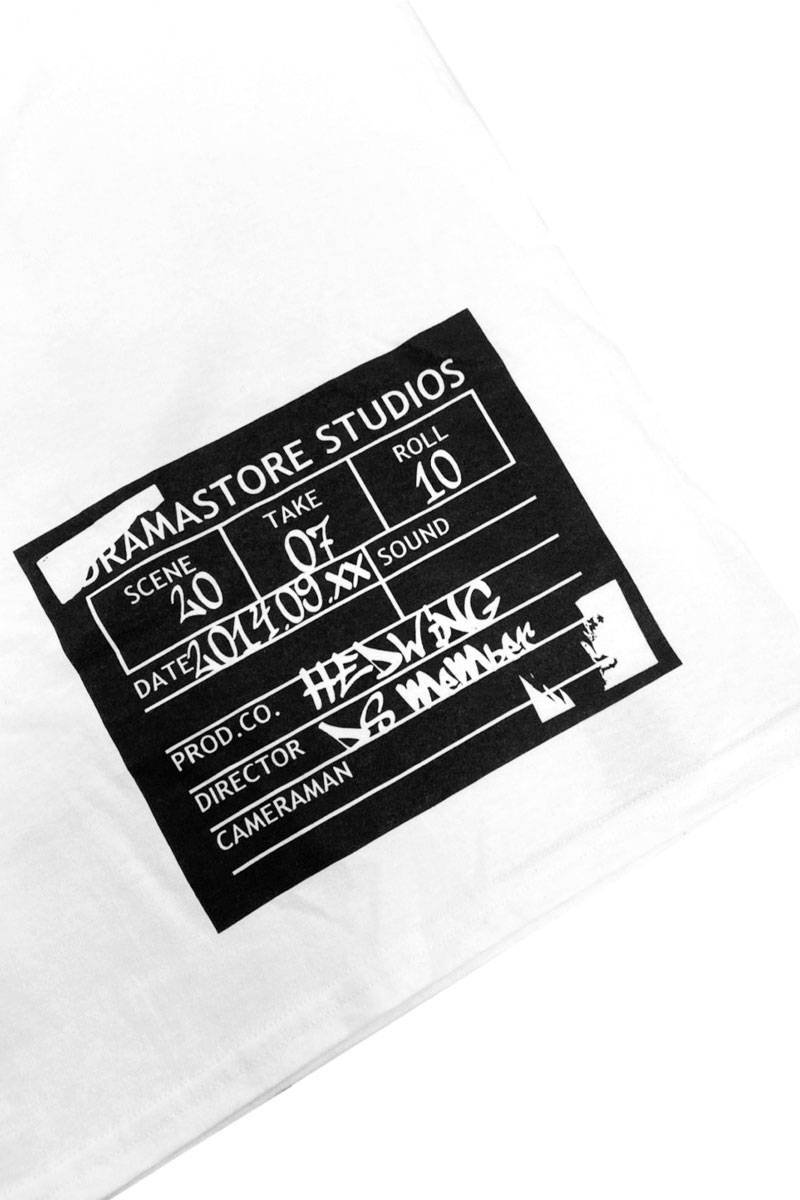 DRAMASTORE STUDIOS
SCENE TAKE ROLL
20 07 10
DATE 2014.09.XX SOUND
PROD.CO. HEDWiNG
DIRECTOR DS MeMber
CAMERAMAN